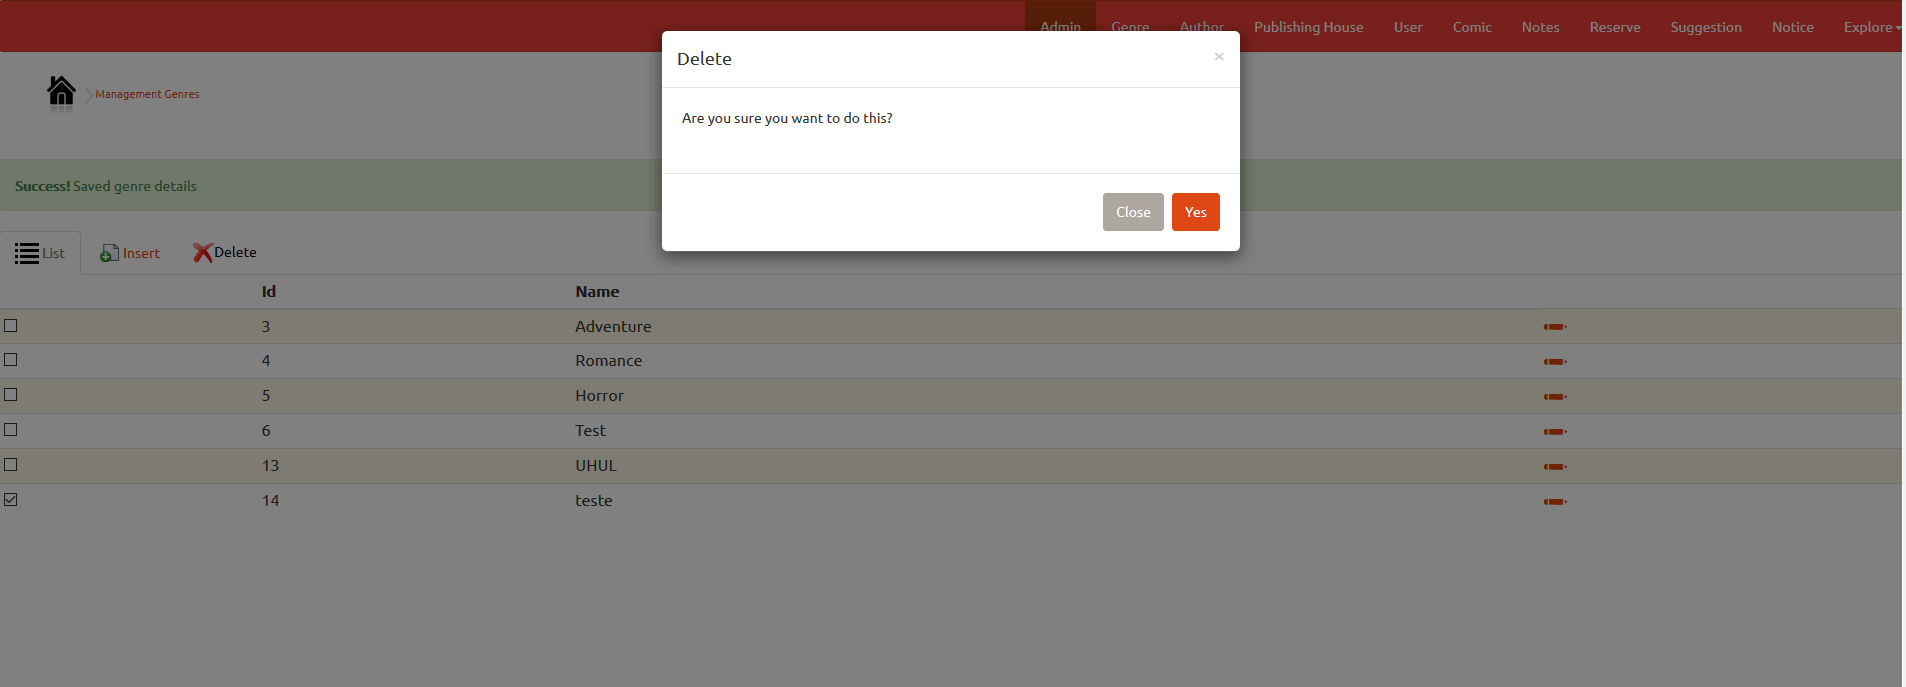 Admin Genre Author Publishing House User Comic Notes Reserve Suggestion Notice Explore
Delete ×
Management Genres
Are you sure you want to do this?
Success! Saved genre details
Close Yes
List Insert Delete
Id Name
3 Adventure
4 Romance
5 Horror
6 Test
13 UHUL
14 teste